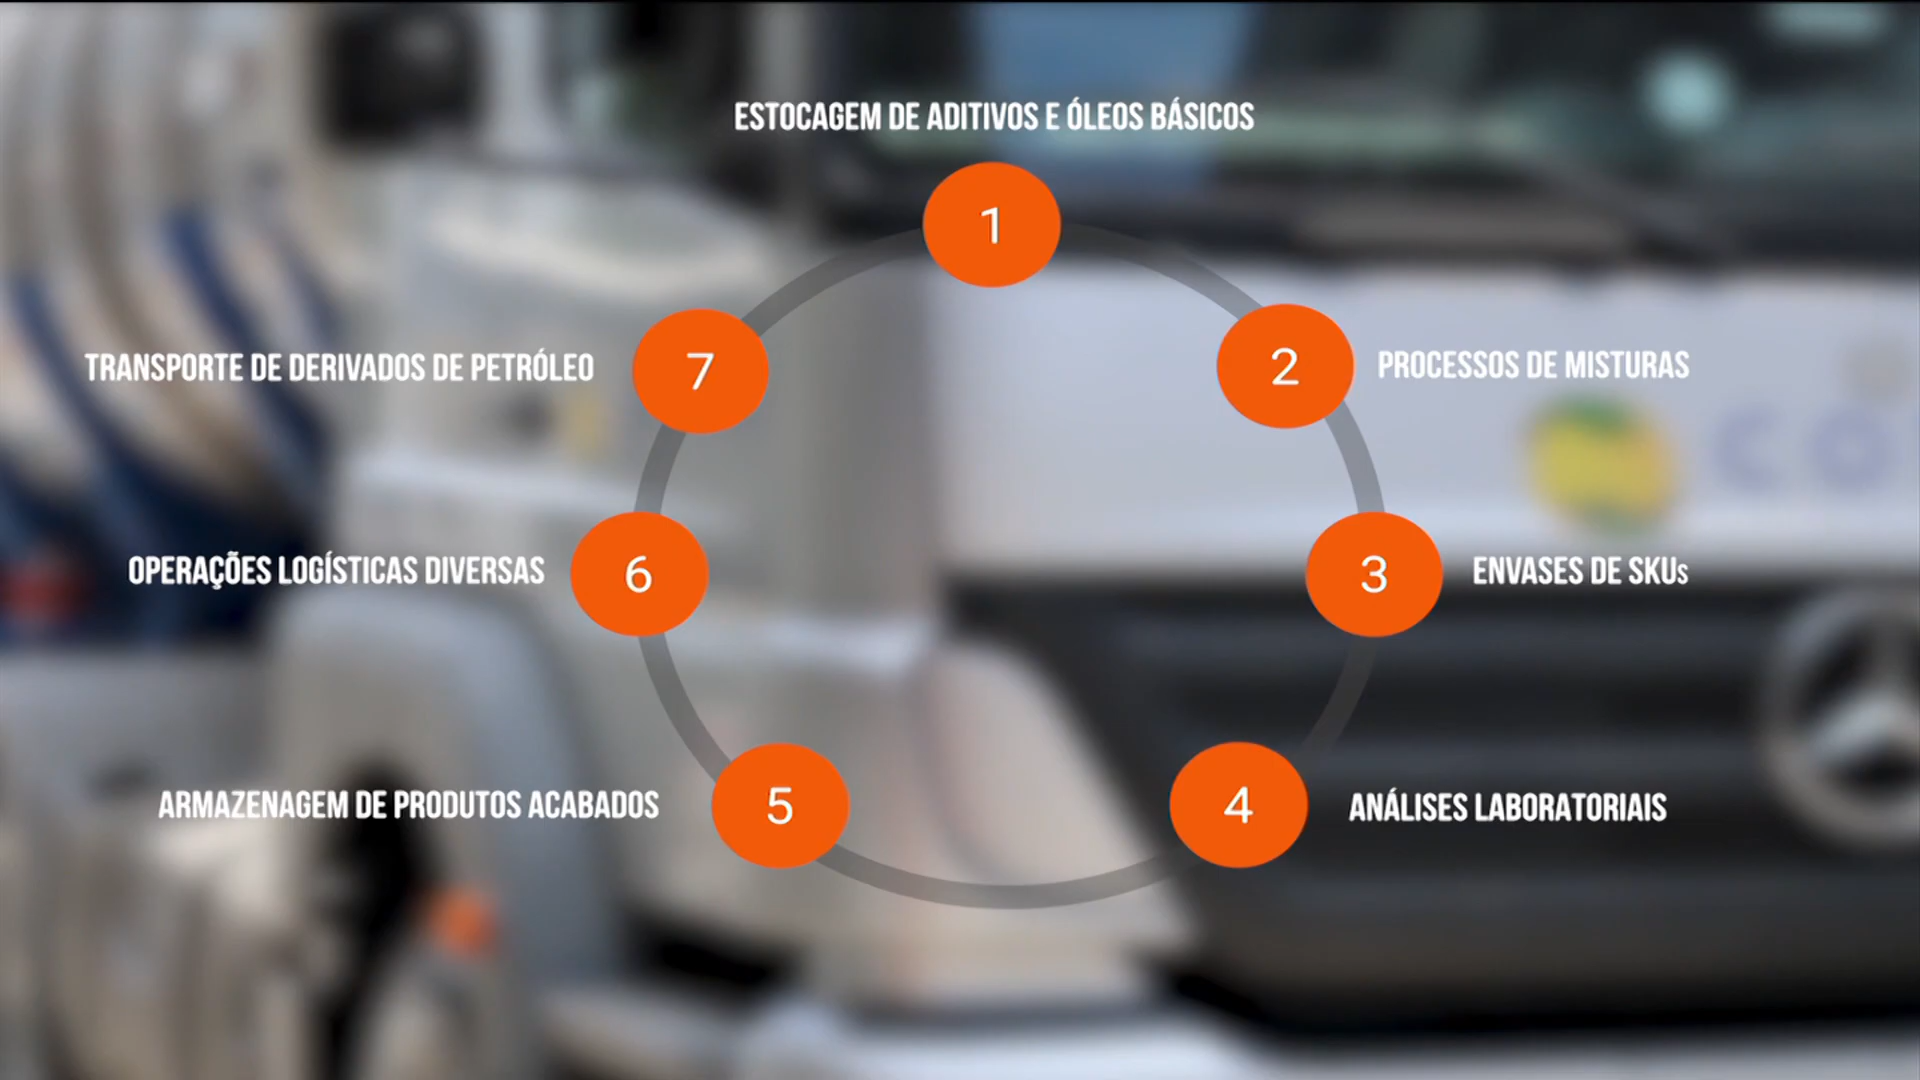 ESTOCAGEM DE ADITIVOS E ÓLEOS BÁSICOS
1
2
PROCESSOS DE MISTURAS
3
ENVASES DE SKUs
4
ANÁLISES LABORATORIAIS
5
ARMAZENAGEM DE PRODUTOS ACABADOS
6
OPERAÇÕES LOGÍSTICAS DIVERSAS
7
TRANSPORTE DE DERIVADOS DE PETRÓLEO